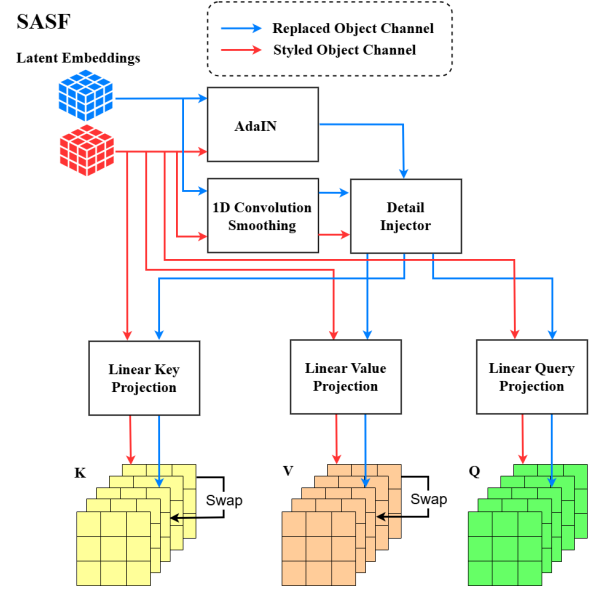 SASF
Replaced Object Channel
Styled Object Channel
Latent Embeddings
AdaIN
1D Convolution
Smoothing
Detail
Injector
Linear Key
Projection
Linear Value
Projection
Linear Query
Projection
K
Swap
V
Swap
Q